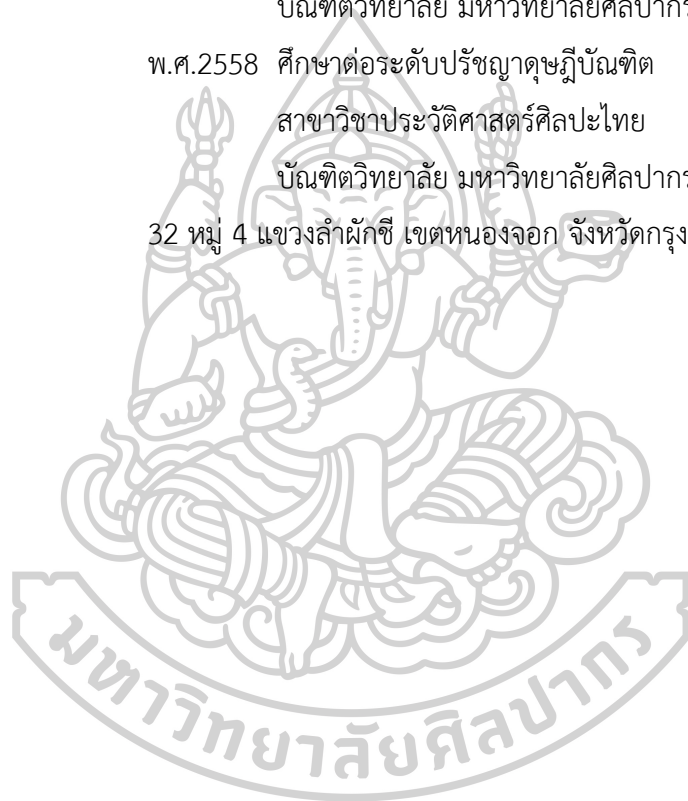 บัณฑิตวิทยาลัย มหาวิทยาลัยศิลปากร
พ.ศ.2558 ศึกษาต่อระดับปรัชญาดุษฎีบัณฑิต
สาขาวิชาประวัติศาสตร์ศิลปะไทย
บัณฑิตวิทยาลัย มหาวิทยาลัยศิลปากร
32 หมู่ 4 แขวงลำผักชี เขตหนองจอก จังหวัดกรุง
มหาวิทยาลัยศิลปากร